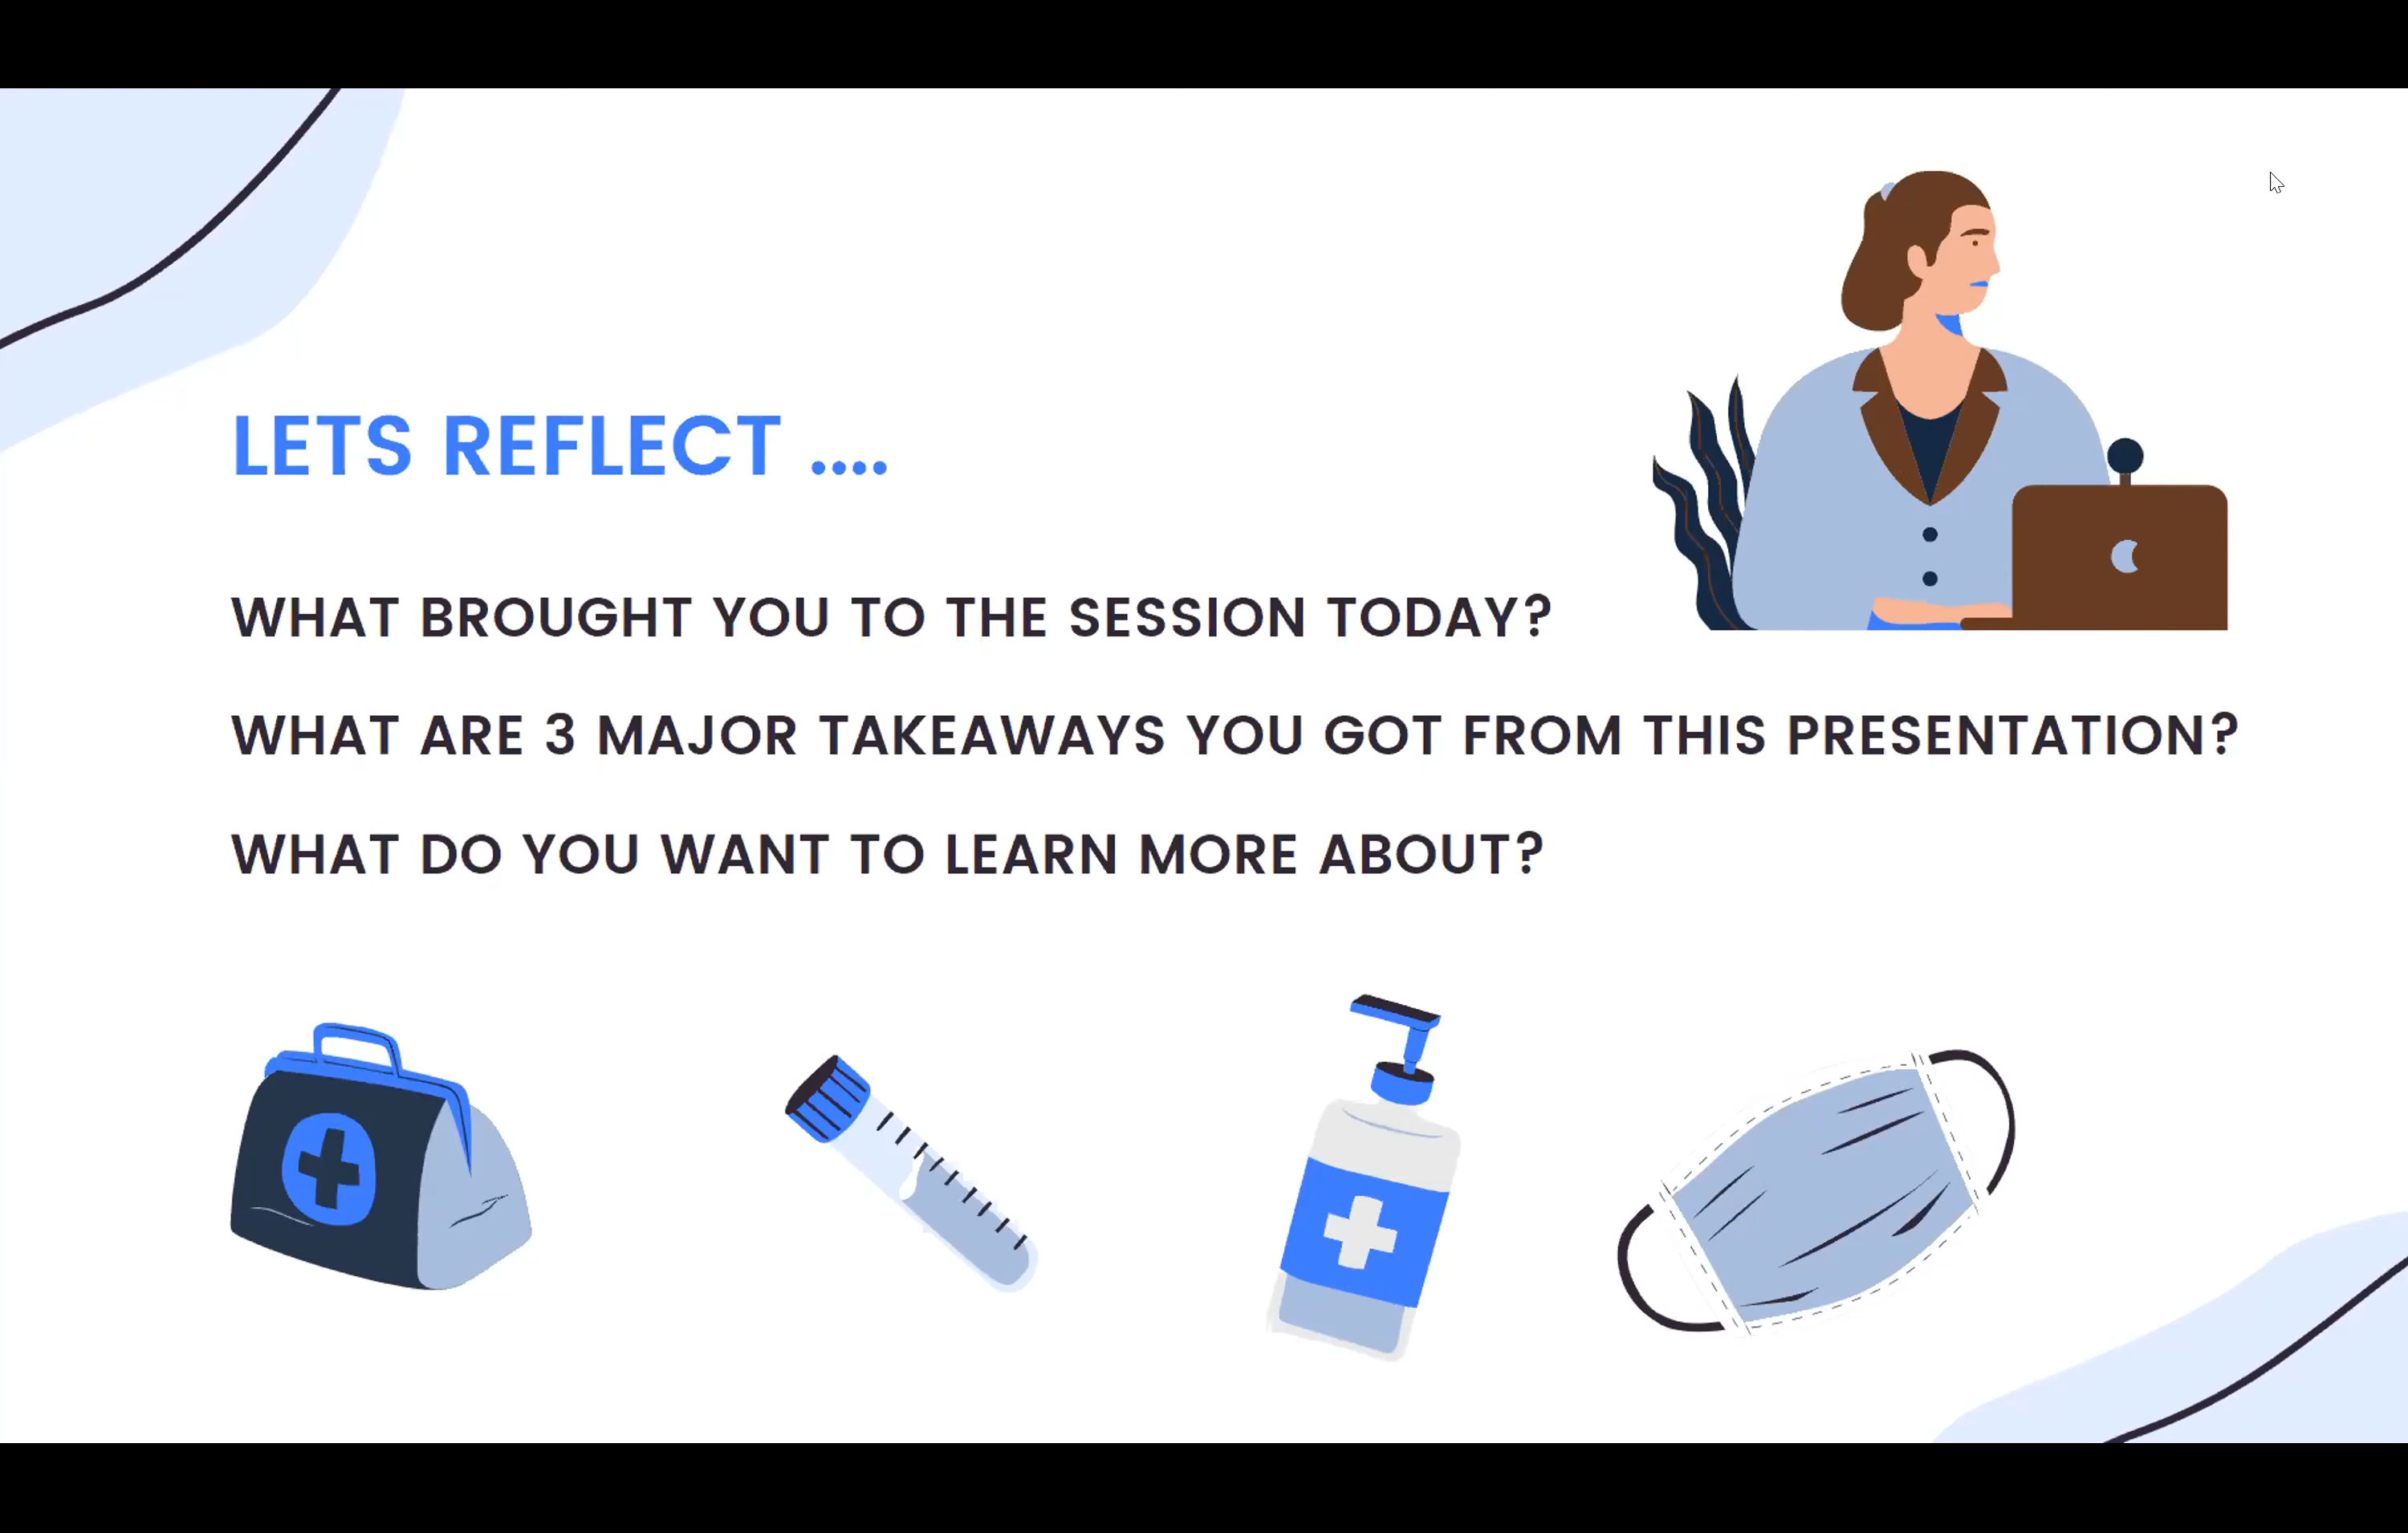 LETS REFLECT ....
WHAT BROUGHT YOU TO THE SESSION TODAY?
WHAT ARE 3 MAJOR TAKEAWAYS YOU GOT FROM THIS PRESENTATION?
WHAT DO YOU WANT TO LEARN MORE ABOUT?